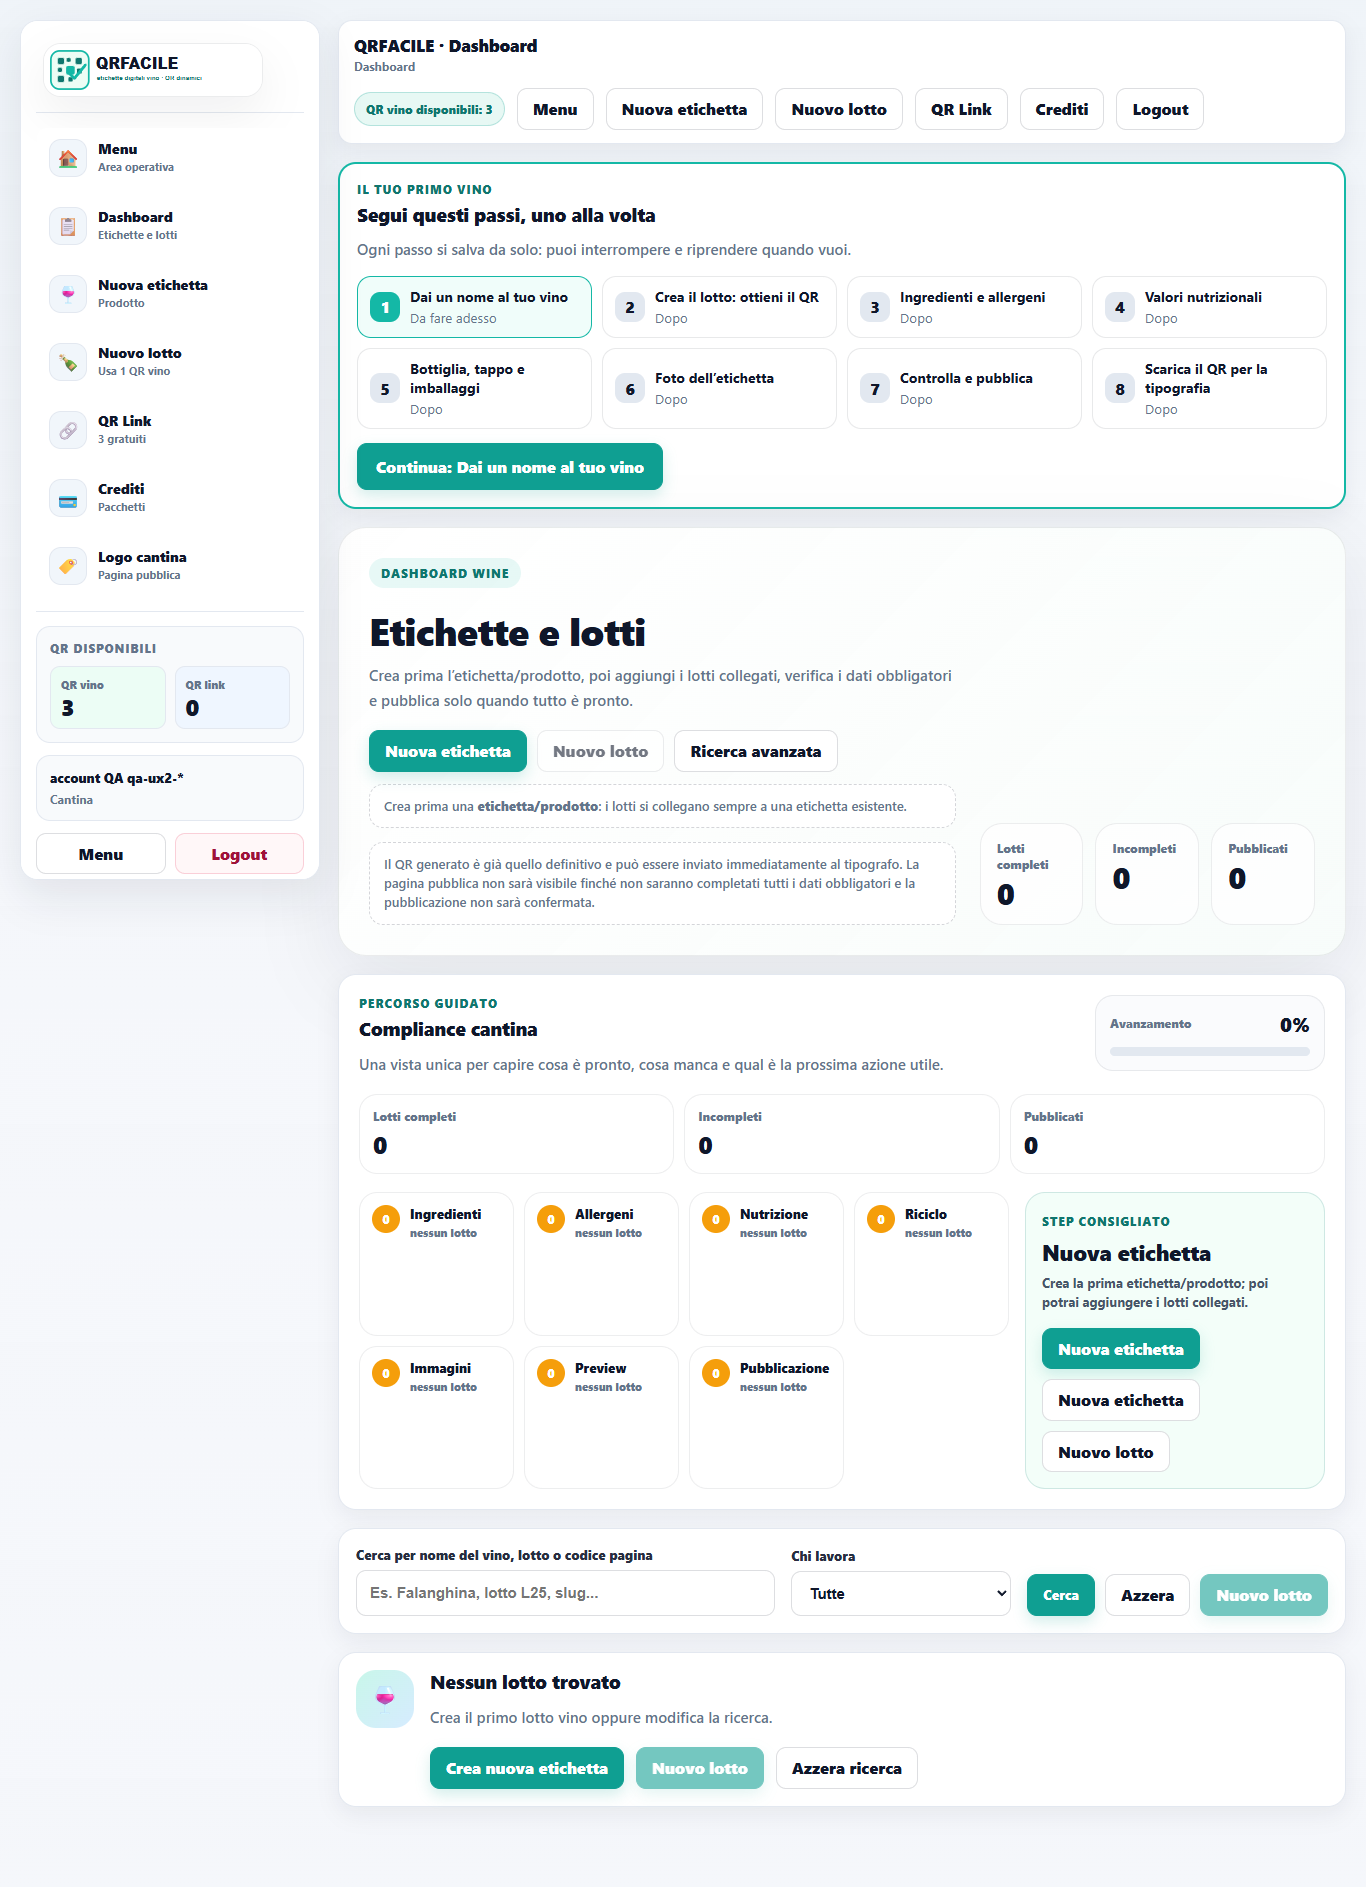 QRFACILE
etichette digitali vino · QR dinamici
Menu
Area operativa
Dashboard
Etichette e lotti
Nuova etichetta
Prodotto
Nuovo lotto
Usa 1 QR vino
QR Link
3 gratuiti
Crediti
Pacchetti
Logo cantina
Pagina pubblica
QR DISPONIBILI
QR vino
3
QR link
0
account QA qa-ux2-*
Cantina
Menu
Logout
QRFACILE · Dashboard
Dashboard
QR vino disponibili: 3
Menu
Nuova etichetta
Nuovo lotto
QR Link
Crediti
Logout
IL TUO PRIMO VINO
Segui questi passi, uno alla volta
Ogni passo si salva da solo: puoi interrompere e riprendere quando vuoi.
1
Dai un nome al tuo vino
Da fare adesso
2
Crea il lotto: ottieni il QR
Dopo
3
Ingredienti e allergeni
Dopo
4
Valori nutrizionali
Dopo
5
Bottiglia, tappo e
imballaggi
Dopo
6
Foto dell'etichetta
Dopo
7
Controlla e pubblica
Dopo
8
Scarica il QR per la
tipografia
Dopo
Continua: Dai un nome al tuo vino
DASHBOARD WINE
Etichette e lotti
Crea prima l'etichetta/prodotto, poi aggiungi i lotti collegati, verifica i dati obbligatori
e pubblica solo quando tutto è pronto.
Nuova etichetta
Nuovo lotto
Ricerca avanzata
Crea prima una etichetta/prodotto: i lotti si collegano sempre a una etichetta esistente.
Il QR generato è già quello definitivo e può essere inviato immediatamente al tipografo. La
pagina pubblica non sarà visibile finché non saranno completati tutti i dati obbligatori e la
pubblicazione non sarà confermata.
Lotti
completi
0
Incompleti
0
Pubblicati
0
PERCORSO GUIDATO
Compliance cantina
Una vista unica per capire cosa è pronto, cosa manca e qual è la prossima azione utile.
Avanzamento
0%
Lotti completi
0
Incompleti
0
Pubblicati
0
0
Ingredienti
nessun lotto
0
Allergeni
nessun lotto
0
Nutrizione
nessun lotto
0
Riciclo
nessun lotto
0
Immagini
nessun lotto
0
Preview
nessun lotto
0
Pubblicazione
nessun lotto
STEP CONSIGLIATO
Nuova etichetta
Crea la prima etichetta/prodotto; poi
potrai aggiungere i lotti collegati.
Nuova etichetta
Nuova etichetta
Nuovo lotto
Cerca per nome del vino, lotto o codice pagina
Es. Falanghina, lotto L25, slug...
Chi lavora
Tutte
Cerca
Azzera
Nuovo lotto
Nessun lotto trovato
Crea il primo lotto vino oppure modifica la ricerca.
Crea nuova etichetta
Nuovo lotto
Azzera ricerca